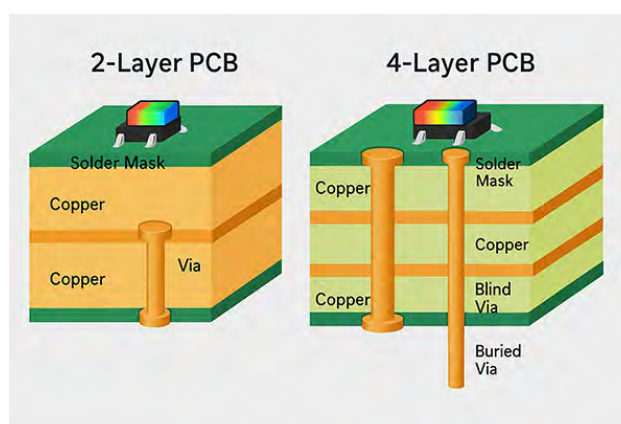 2-Layer PCB
Solder Mask
Copper
Via
Copper
4-Layer PCB
Copper
Solder
Mask
Copper
Blind
Via
Copper
Buried
Via